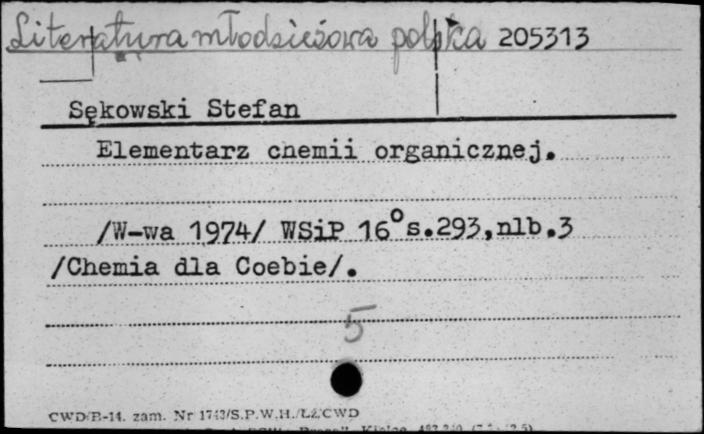 Literatura młodzieżowa polska 205313
Sękowski Stefan
Elementarz chemii organicznej.
/W-wa 1974/ WSiP 16° s.293,nlb.3
/Chemia dla Coebie/.
5
CWD/B-14. zam. Nr 1743/S.P.W.H./ŁŻ/CWD